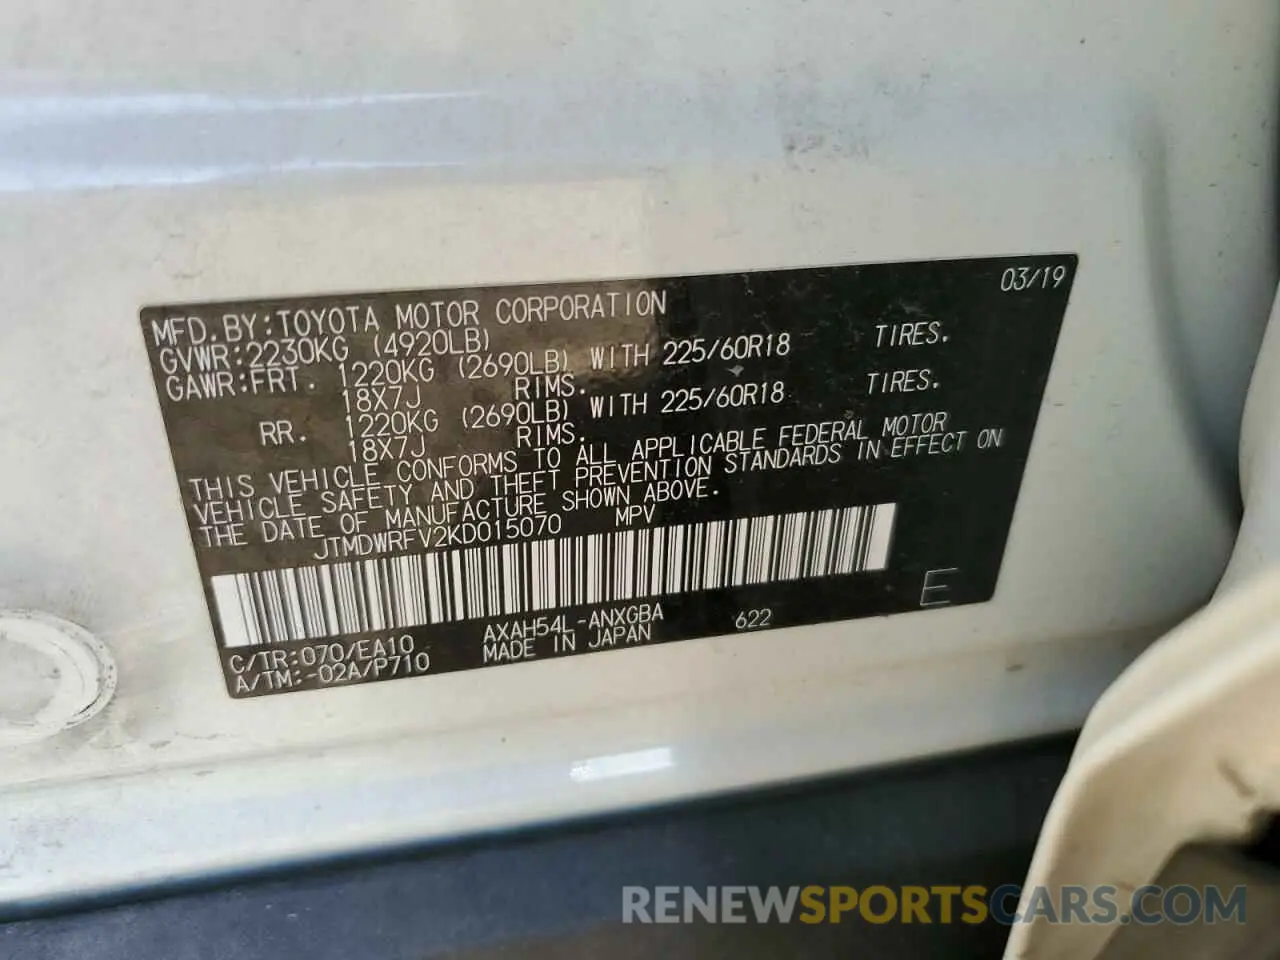 03/19
MFD.BY:TOYOTA MOTOR CORPORATION
GVWR:2230KG (4920LB)
GAWR:FRT. 1220KG (2690LB) WITH 225/60R18 TIRES.
18X7J RIMS.
RR. 1220KG (2690LB) WITH 225/60R18 TIRES.
18X7J RIMS.
THIS VEHICLE CONFORMS TO ALL APPLICABLE FEDERAL MOTOR
VEHICLE SAFETY AND THEFT PREVENTION STANDARDS IN EFFECT ON
THE DATE OF MANUFACTURE SHOWN ABOVE.
JTMDWRFV2KD015070 MPV
C/TR:070/EA10 AXAH54L-ANXGBA 622 E
A/TM:-02A/P710 MADE IN JAPAN
RENEWSPORTSCARS.COM